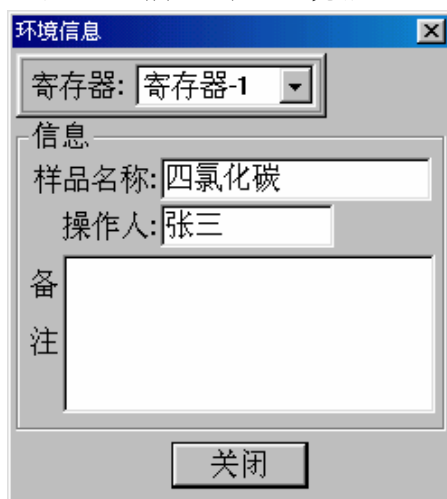 环境信息
寄存器: 寄存器-1
信息
样品名称: 四氯化碳
操作人: 张三
备
注
关闭